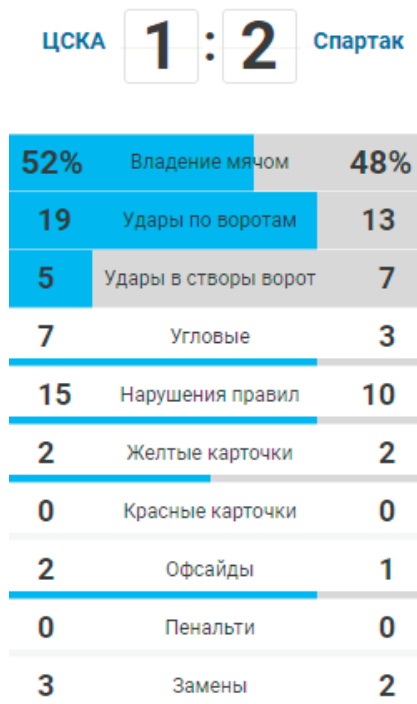 ЦСКА 1 : 2 Спартак
52% Владение мячом 48%
19 Удары по воротам 13
5 Удары в створы ворот 7
7 Угловые 3
15 Нарушения правил 10
2 Желтые карточки 2
0 Красные карточки 0
2 Офсайды 1
0 Пенальти 0
3 Замены 2